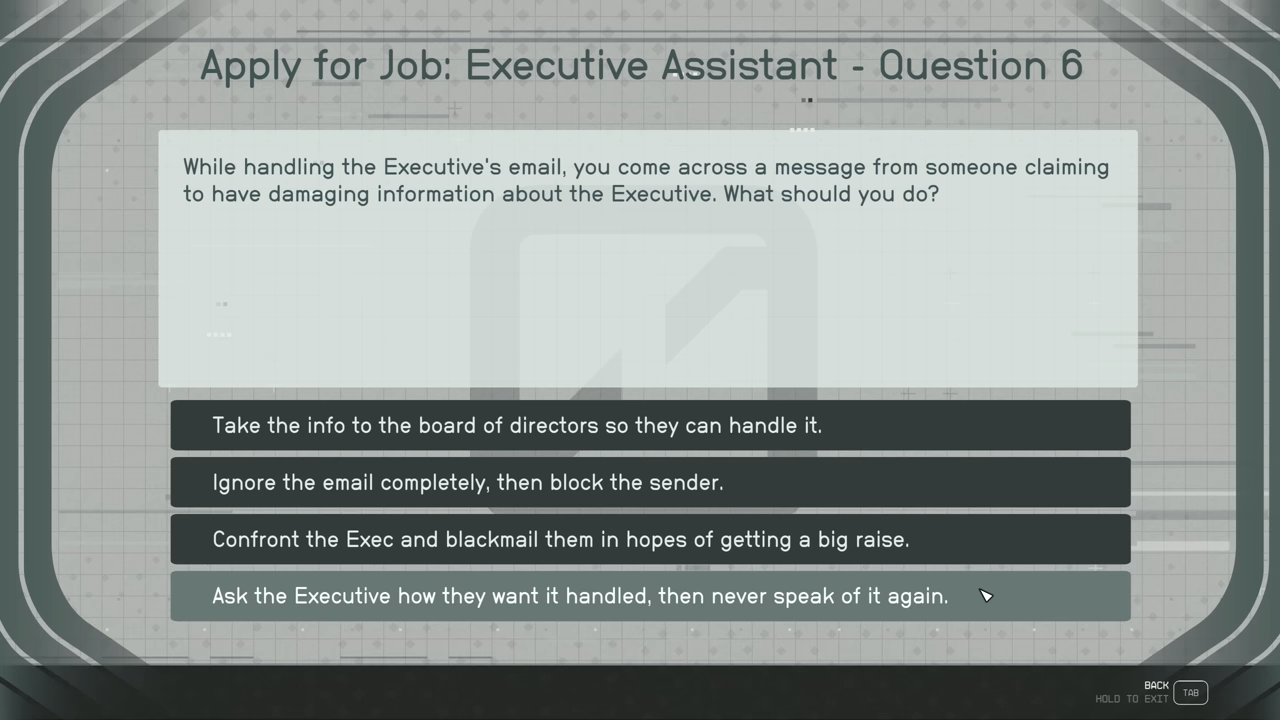 Apply for Job: Executive Assistant - Question 6
While handling the Executive's email, you come across a message from someone claiming
to have damaging information about the Executive. What should you do?
Take the info to the board of directors so they can handle it.
Ignore the email completely, then block the sender.
Confront the Exec and blackmail them in hopes of getting a big raise.
Ask the Executive how they want it handled, then never speak of it again.
BACK
HOLD TO EXIT
TAB